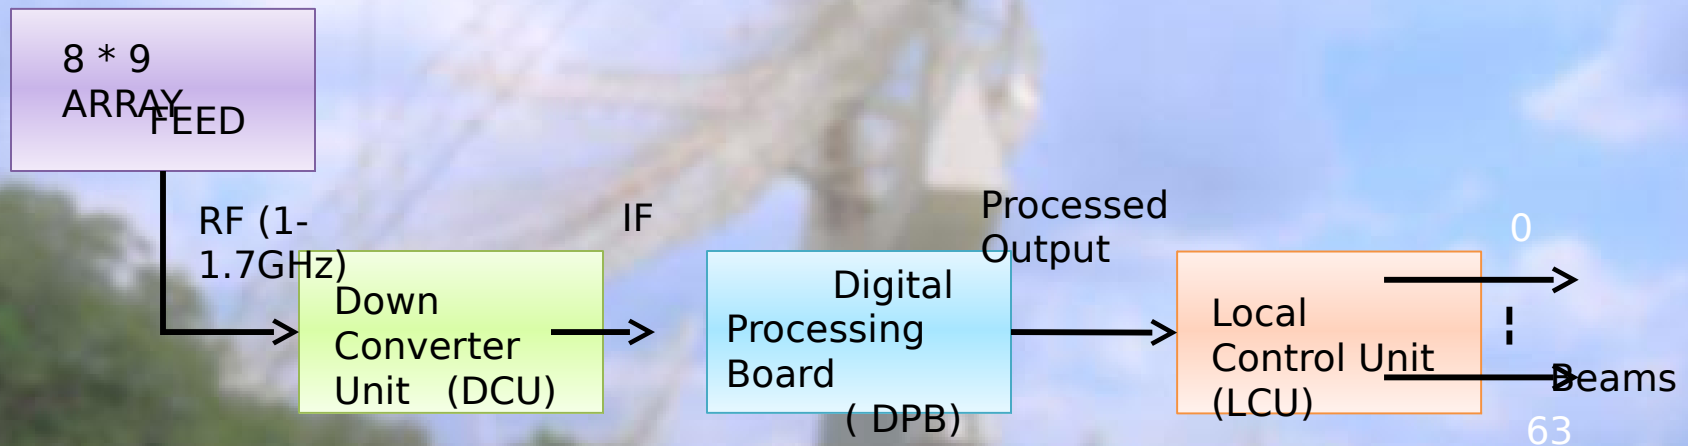 8 * 9
ARRAY
FEED
RF (1-
1.7GHz)
Down
Converter
Unit (DCU)
IF
Digital
Processing
Board
( DPB)
Processed
Output
Local
Control Unit
(LCU)
0
Beams
63